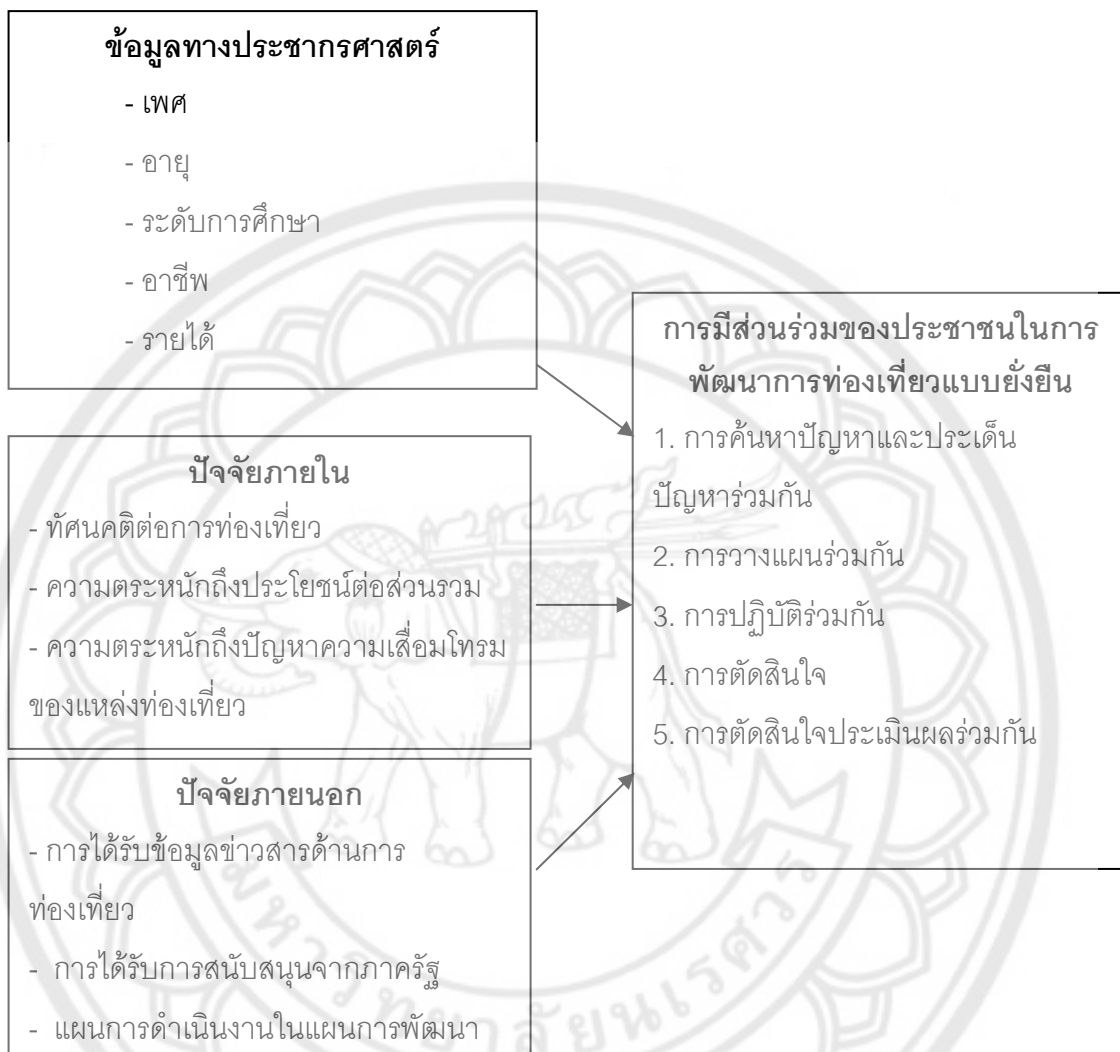 ข้อมูลทางประชากรศาสตร์
- เพศ
- อายุ
- ระดับการศึกษา
- อาชีพ
- รายได้
ปัจจัยภายใน
- ทัศนคติต่อการท่องเที่ยว
- ความตระหนักถึงประโยชน์ต่อส่วนรวม
- ความตระหนักถึงปัญหาความเสื่อมโทรม
ของแหล่งท่องเที่ยว
ปัจจัยภายนอก
- การได้รับข้อมูลข่าวสารด้านการ
ท่องเที่ยว
- การได้รับการสนับสนุนจากภาครัฐ
- แผนการดำเนินงานในแผนการพัฒนา
การมีส่วนร่วมของประชาชนในการ
พัฒนาการท่องเที่ยวแบบยั่งยืน
1. การค้นหาปัญหาและประเด็น
ปัญหาร่วมกัน
2. การวางแผนร่วมกัน
3. การปฏิบัติร่วมกัน
4. การตัดสินใจ
5. การตัดสินใจประเมินผลร่วมกัน
มหาวิทยาลัยนเรศวร